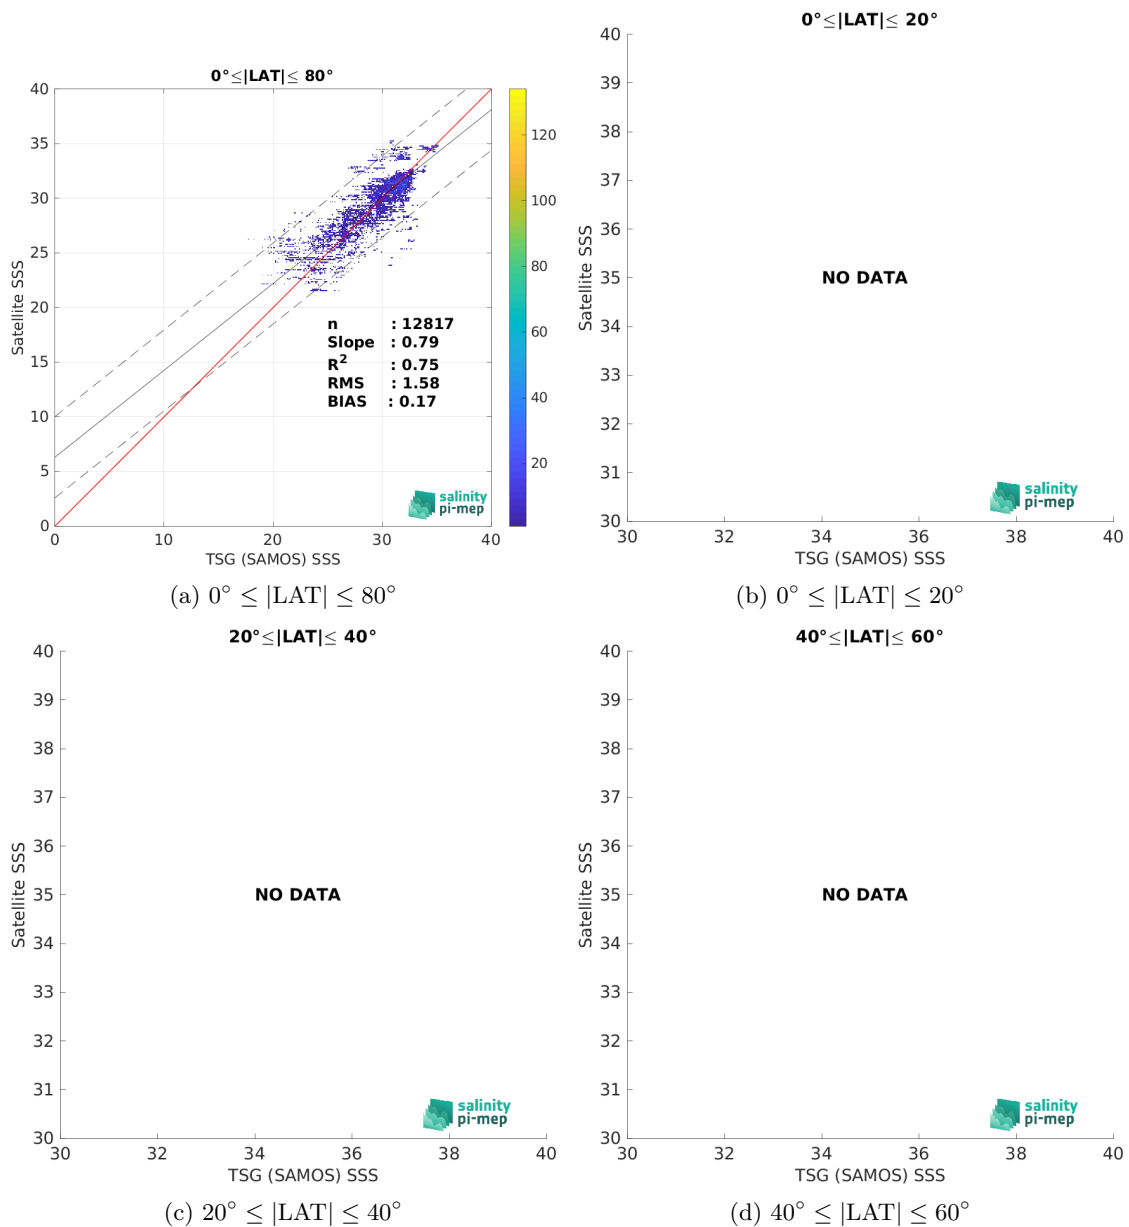 0°≤|LAT|≤ 80°
40
35
30
25
20
15
10
5
0
0
10
20
30
40
Satellite SSS
TSG (SAMOS) SSS
n : 12817
Slope : 0.79
R² : 0.75
RMS : 1.58
BIAS : 0.17
120
100
80
60
40
20
salinity
pi-mep
(a) 0° ≤ |LAT| ≤ 80°
0°≤|LAT|≤ 20°
40
39
38
37
36
35
34
33
32
31
30
30
32
34
36
38
40
Satellite SSS
NO DATA
TSG (SAMOS) SSS
salinity
pi-mep
(b) 0° ≤ |LAT| ≤ 20°
20°≤|LAT|≤ 40°
40
39
38
37
36
35
34
33
32
31
30
30
32
34
36
38
40
Satellite SSS
NO DATA
TSG (SAMOS) SSS
salinity
pi-mep
(c) 20° ≤ |LAT| ≤ 40°
40°≤|LAT|≤ 60°
40
39
38
37
36
35
34
33
32
31
30
30
32
34
36
38
40
Satellite SSS
NO DATA
TSG (SAMOS) SSS
salinity
pi-mep
(d) 40° ≤ |LAT| ≤ 60°